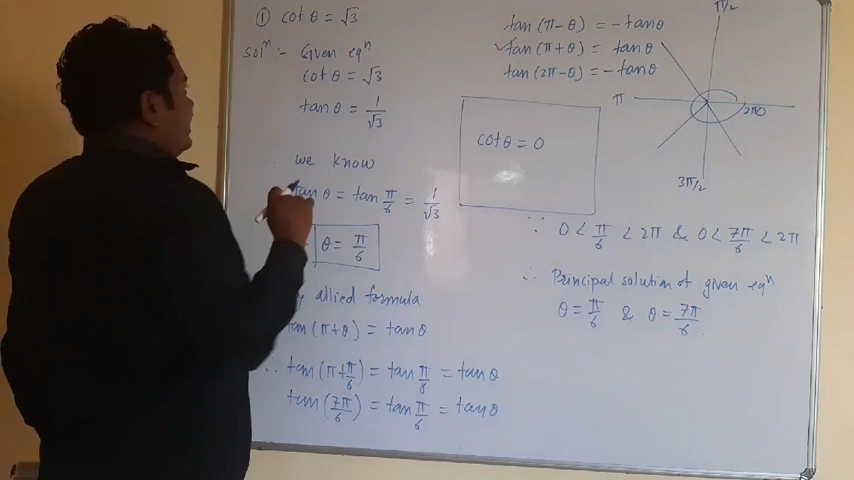 ① cot θ = √3
solⁿ :- Given eqⁿ
cot θ = √3
tan θ = 1/√3
∴ we know
tan θ = tan π/6 = 1/√3
θ = π/6
allied formula
tan (π+θ) = tan θ
∴ tan (π+π/6) = tan π/6 = tan θ
tan (7π/6) = tan π/6 = tan θ
tan (π-θ) = -tan θ
✓ tan (π+θ) = tan θ
tan (2π-θ) = -tan θ
π/2
π
2π0
3π/2
cot θ = 0
∵ 0 < π/6 < 2π & 0 < 7π/6 < 2π
∴ Principal solution of given eqⁿ
θ = π/6 & θ = 7π/6.